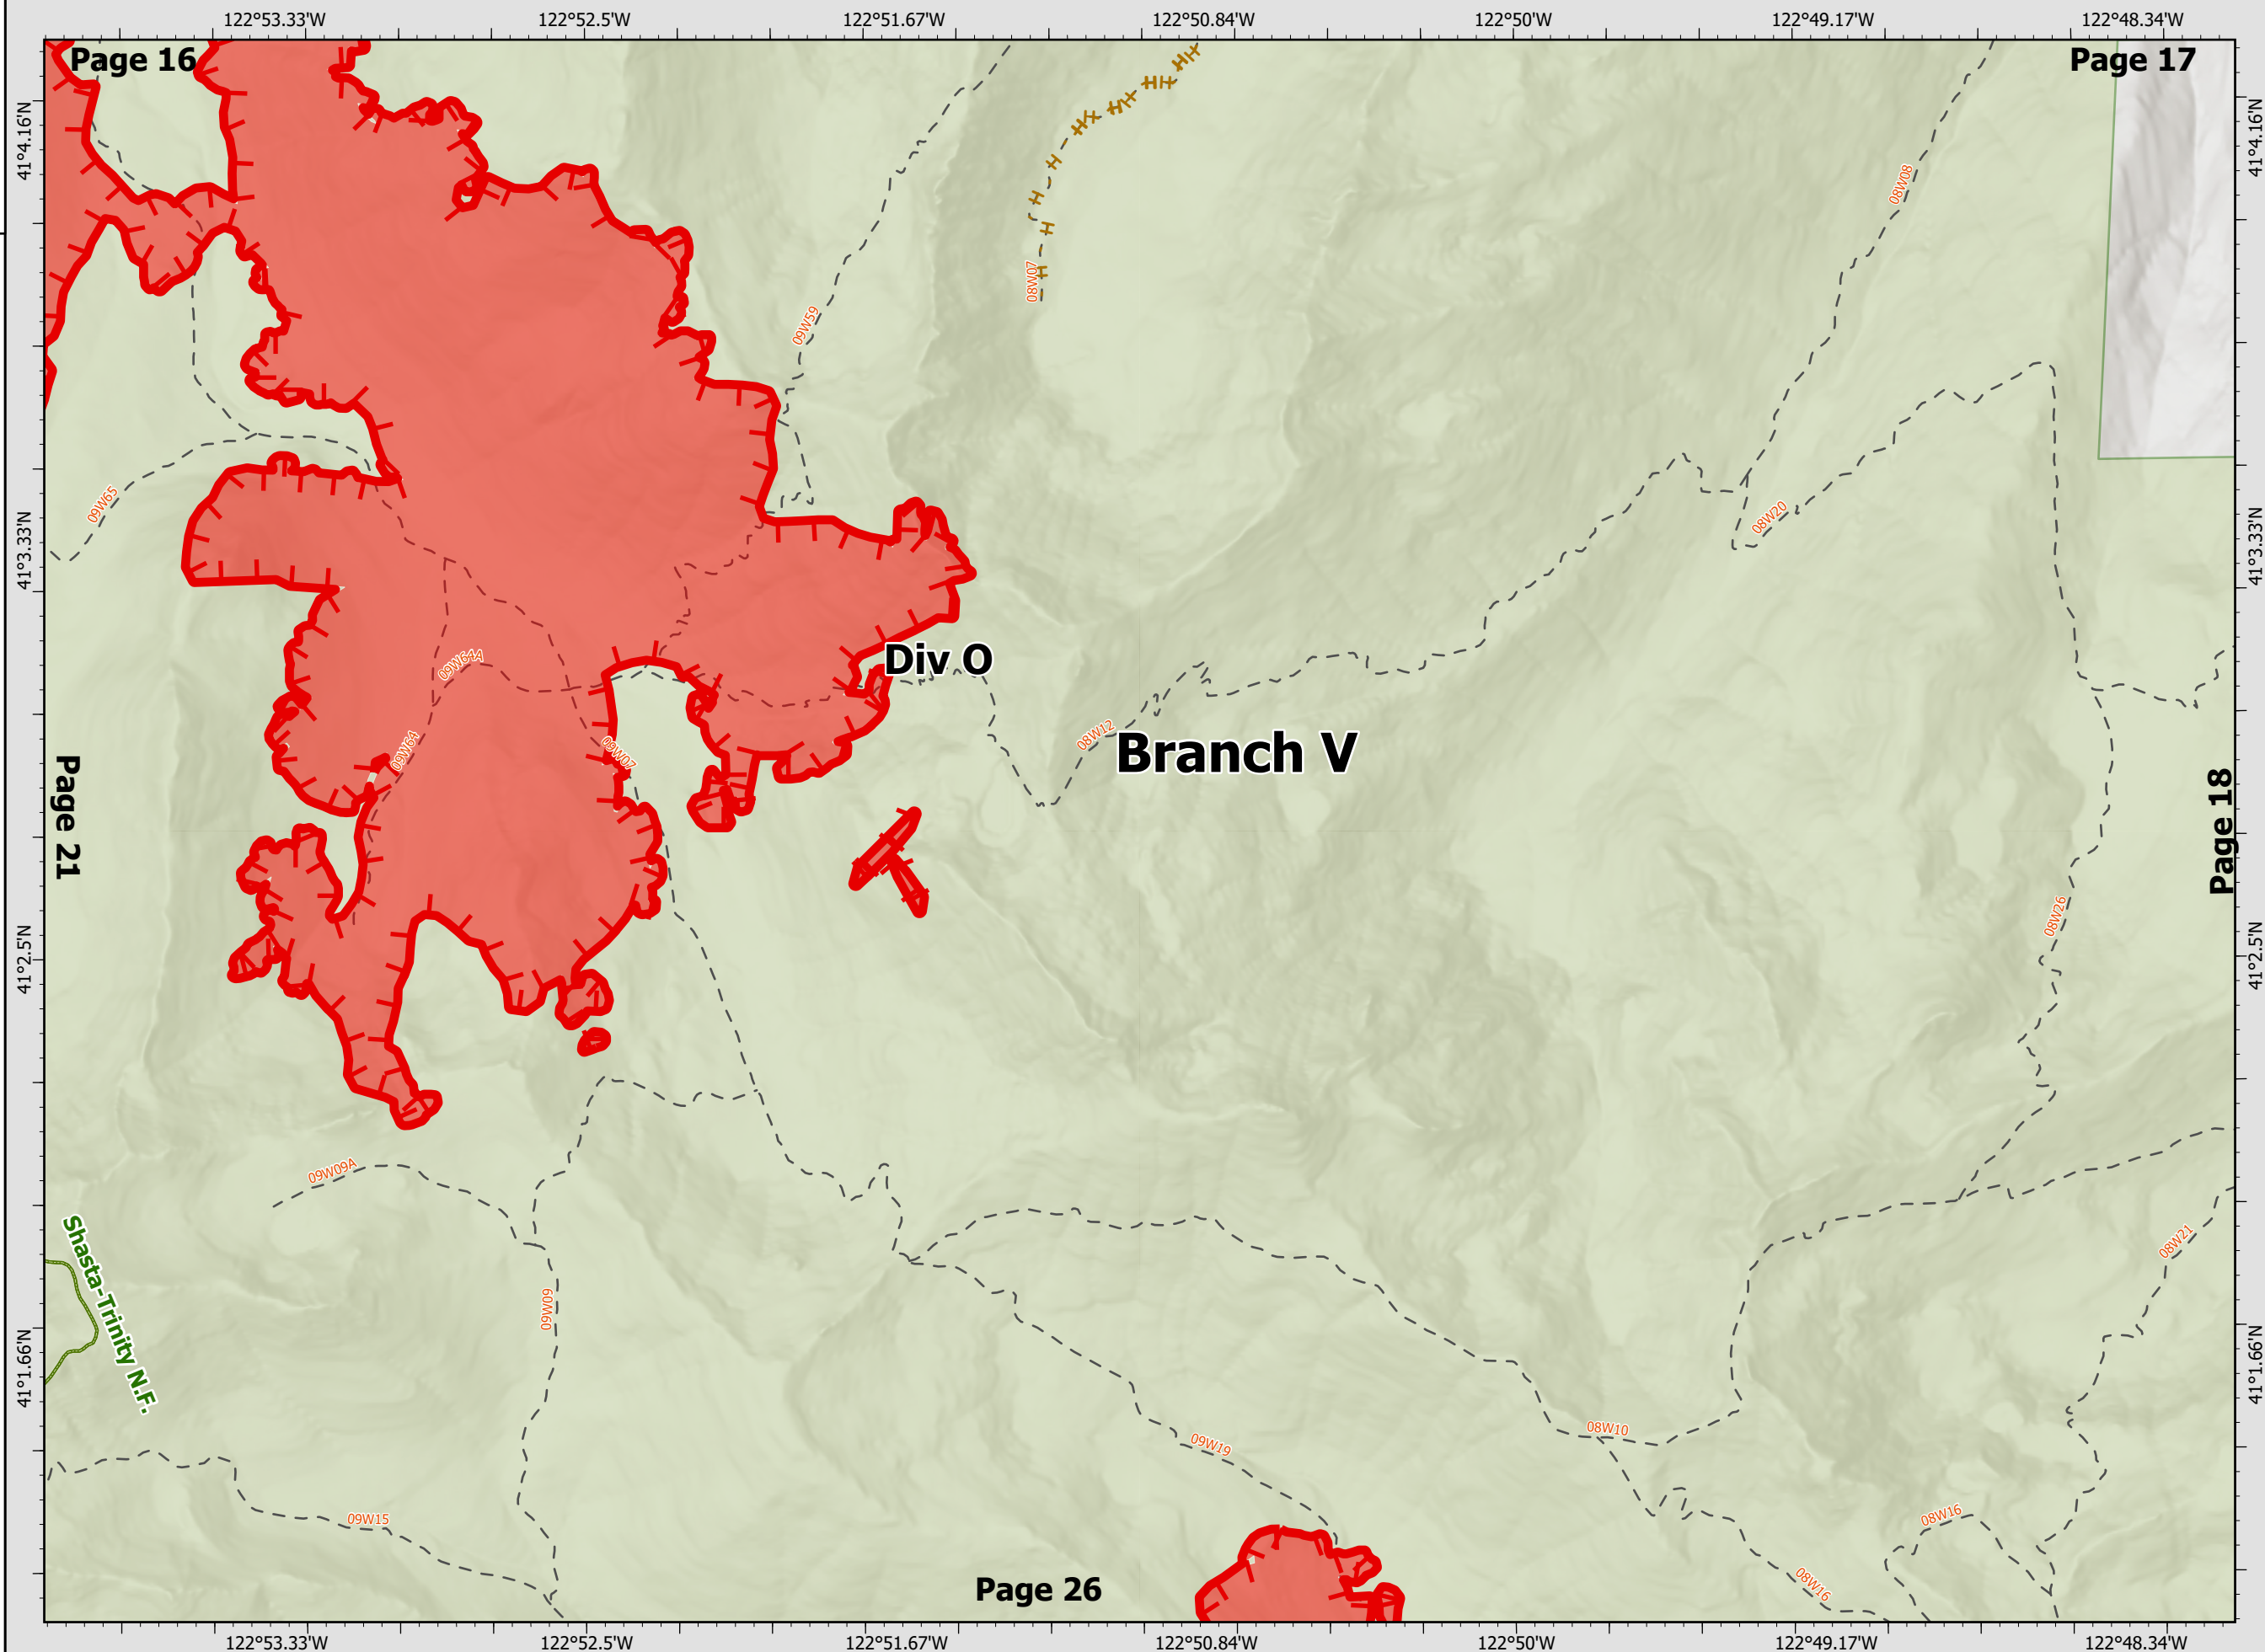 122°53.33'W 122°52.5'W 122°51.67'W 122°50.84'W 122°50'W 122°49.17'W 122°48.34'W
Page 16
Page 17
41°4.16'N
41°4.16'N
08W08
08W07
09W59
09W65
08W20
41°3.33'N
41°3.33'N
09W64A
Div O
09W64
09W07
08W12
Branch V
Page 21
Page 18
08W26
41°2.5'N
41°2.5'N
09W09A
Shasta-Trinity N.F.
08W21
09W09
41°1.66'N
41°1.66'N
08W10
09W19
09W15
08W16
08W16
Page 26
122°53.33'W 122°52.5'W 122°51.67'W 122°50.84'W 122°50'W 122°49.17'W 122°48.34'W